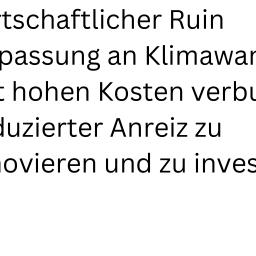 rtschaftlicher Ruin
passung an Klimawan
t hohen Kosten verbu
duzierter Anreiz zu
novieren und zu inves